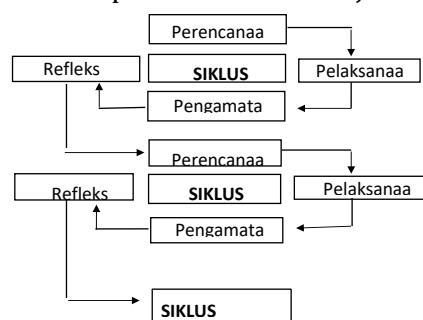 Perencanaa
Refleks
SIKLUS
Pelaksanaa
Pengamata
Perencanaa
Refleks
SIKLUS
Pelaksanaa
Pengamata
SIKLUS